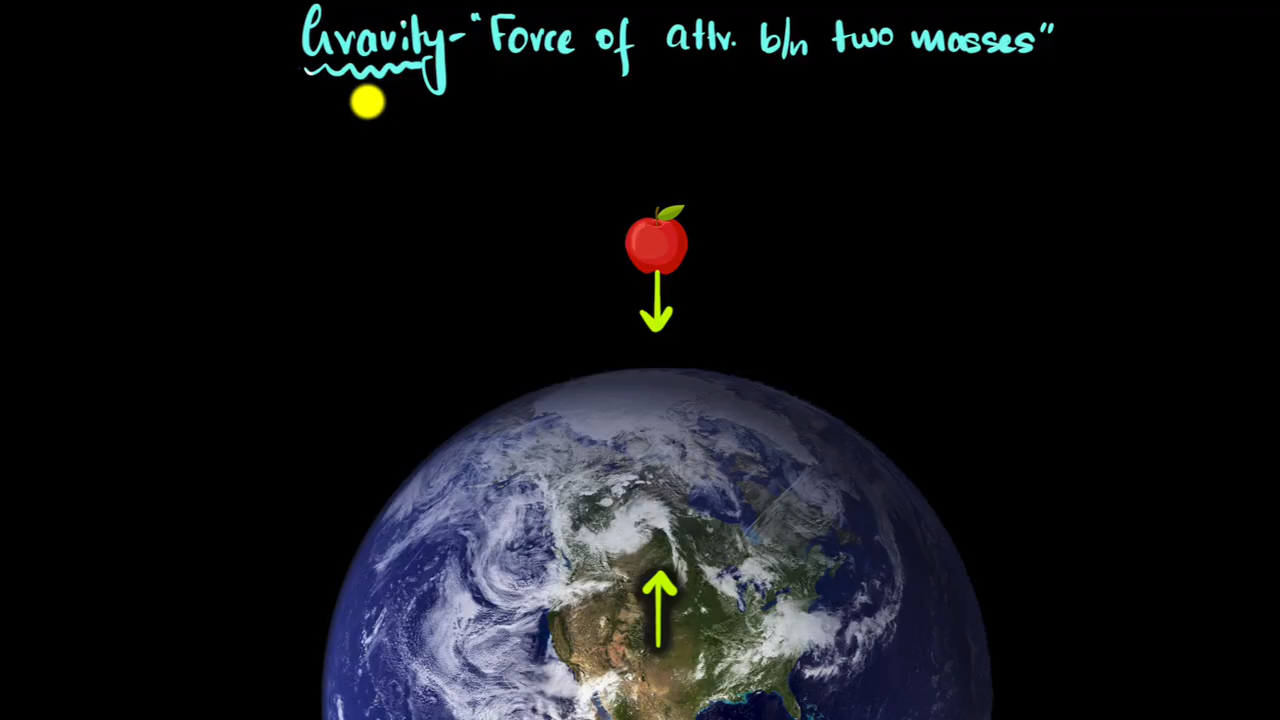 Gravity - "Force of attr. b/n two masses"